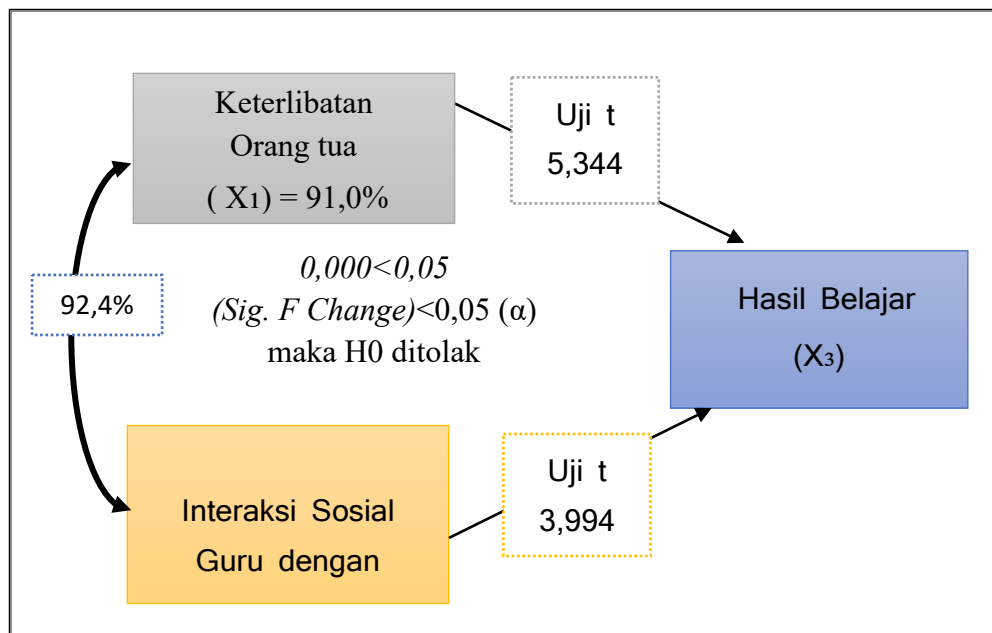 Keterlibatan
Orang tua
( X1) = 91,0%
Uji t
5,344
92,4%
0,000<0,05
(Sig. F Change)<0,05 (α)
maka H0 ditolak
Hasil Belajar
(X₃)
Interaksi Sosial
Guru dengan
Uji t
3,994